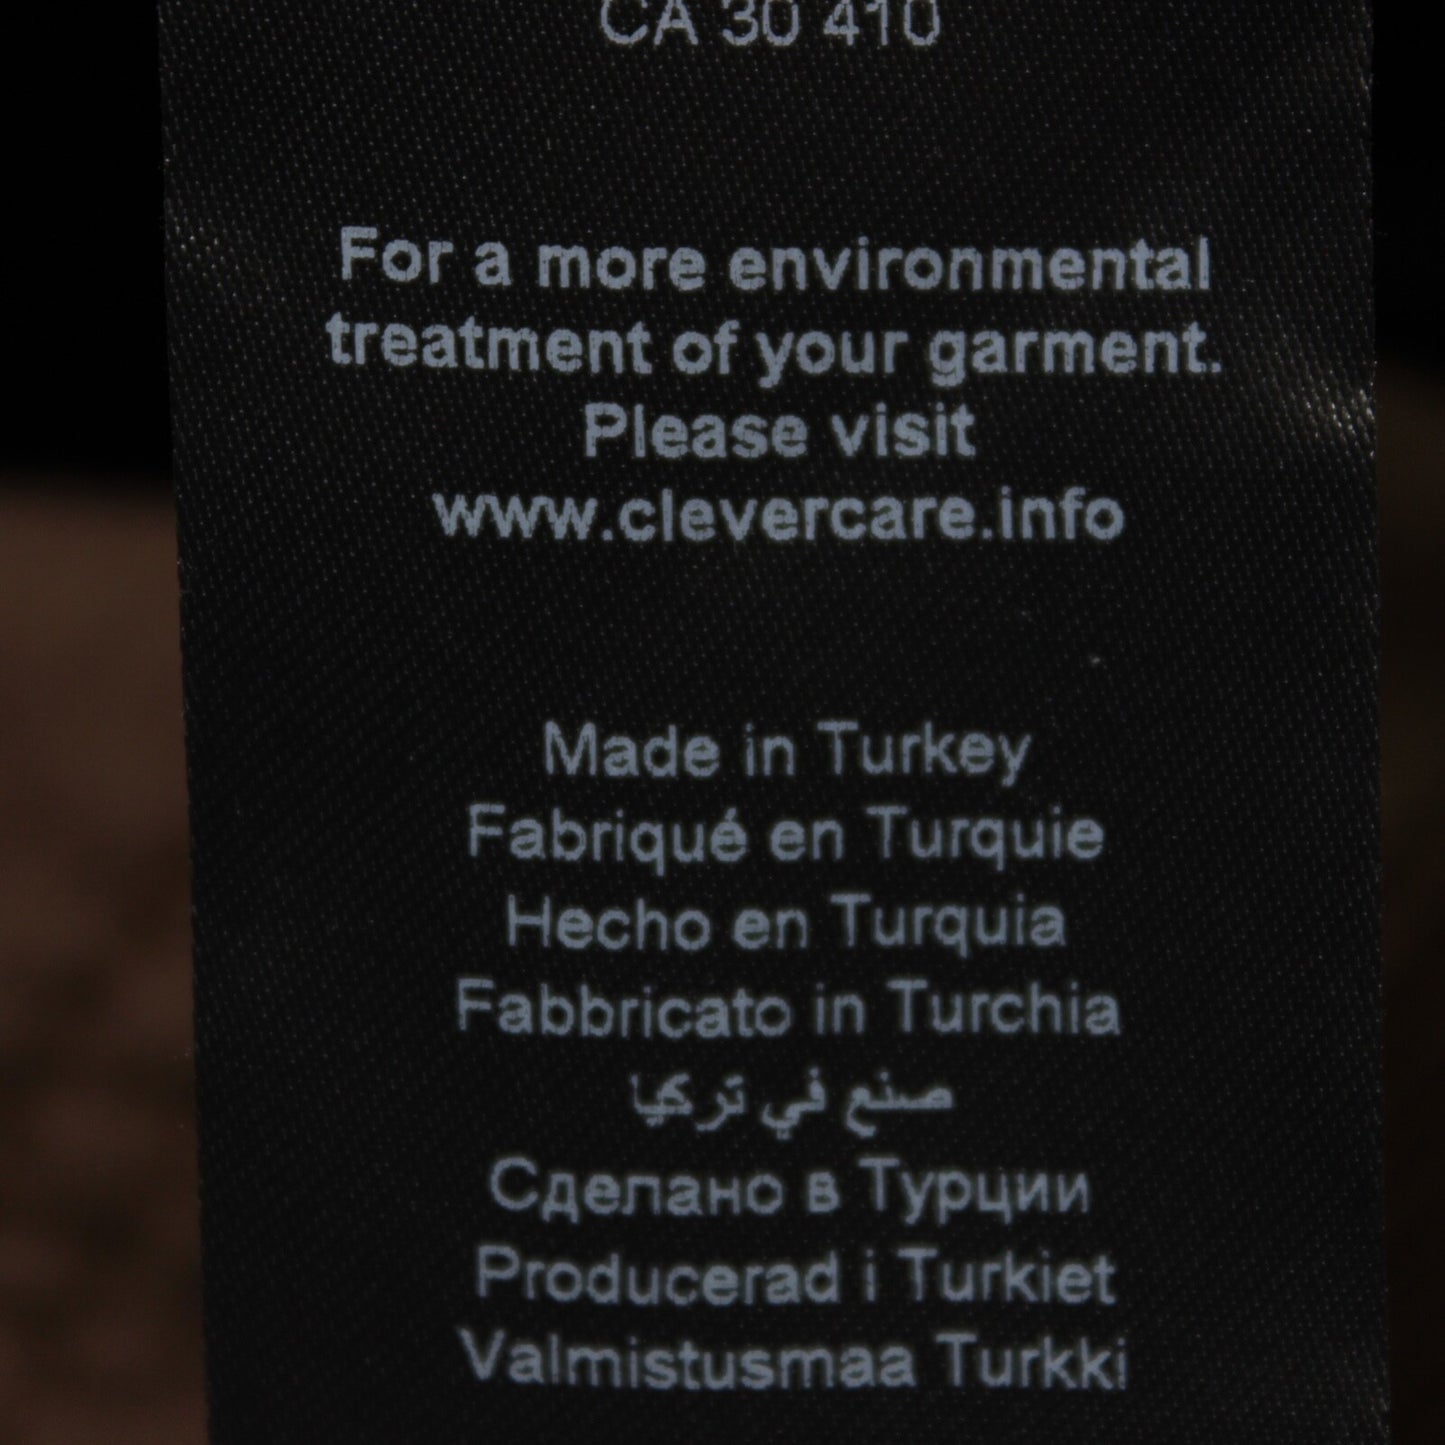 CA 30 410
For a more environmental
treatment of your garment.
Please visit
www.clevercare.info
Made in Turkey
Fabriqué en Turquie
Hecho en Turquia
Fabbricato in Turchia
صنع في تركيا
Сделано в Турции
Producerad i Turkiet
Valmistusmaa Turkki